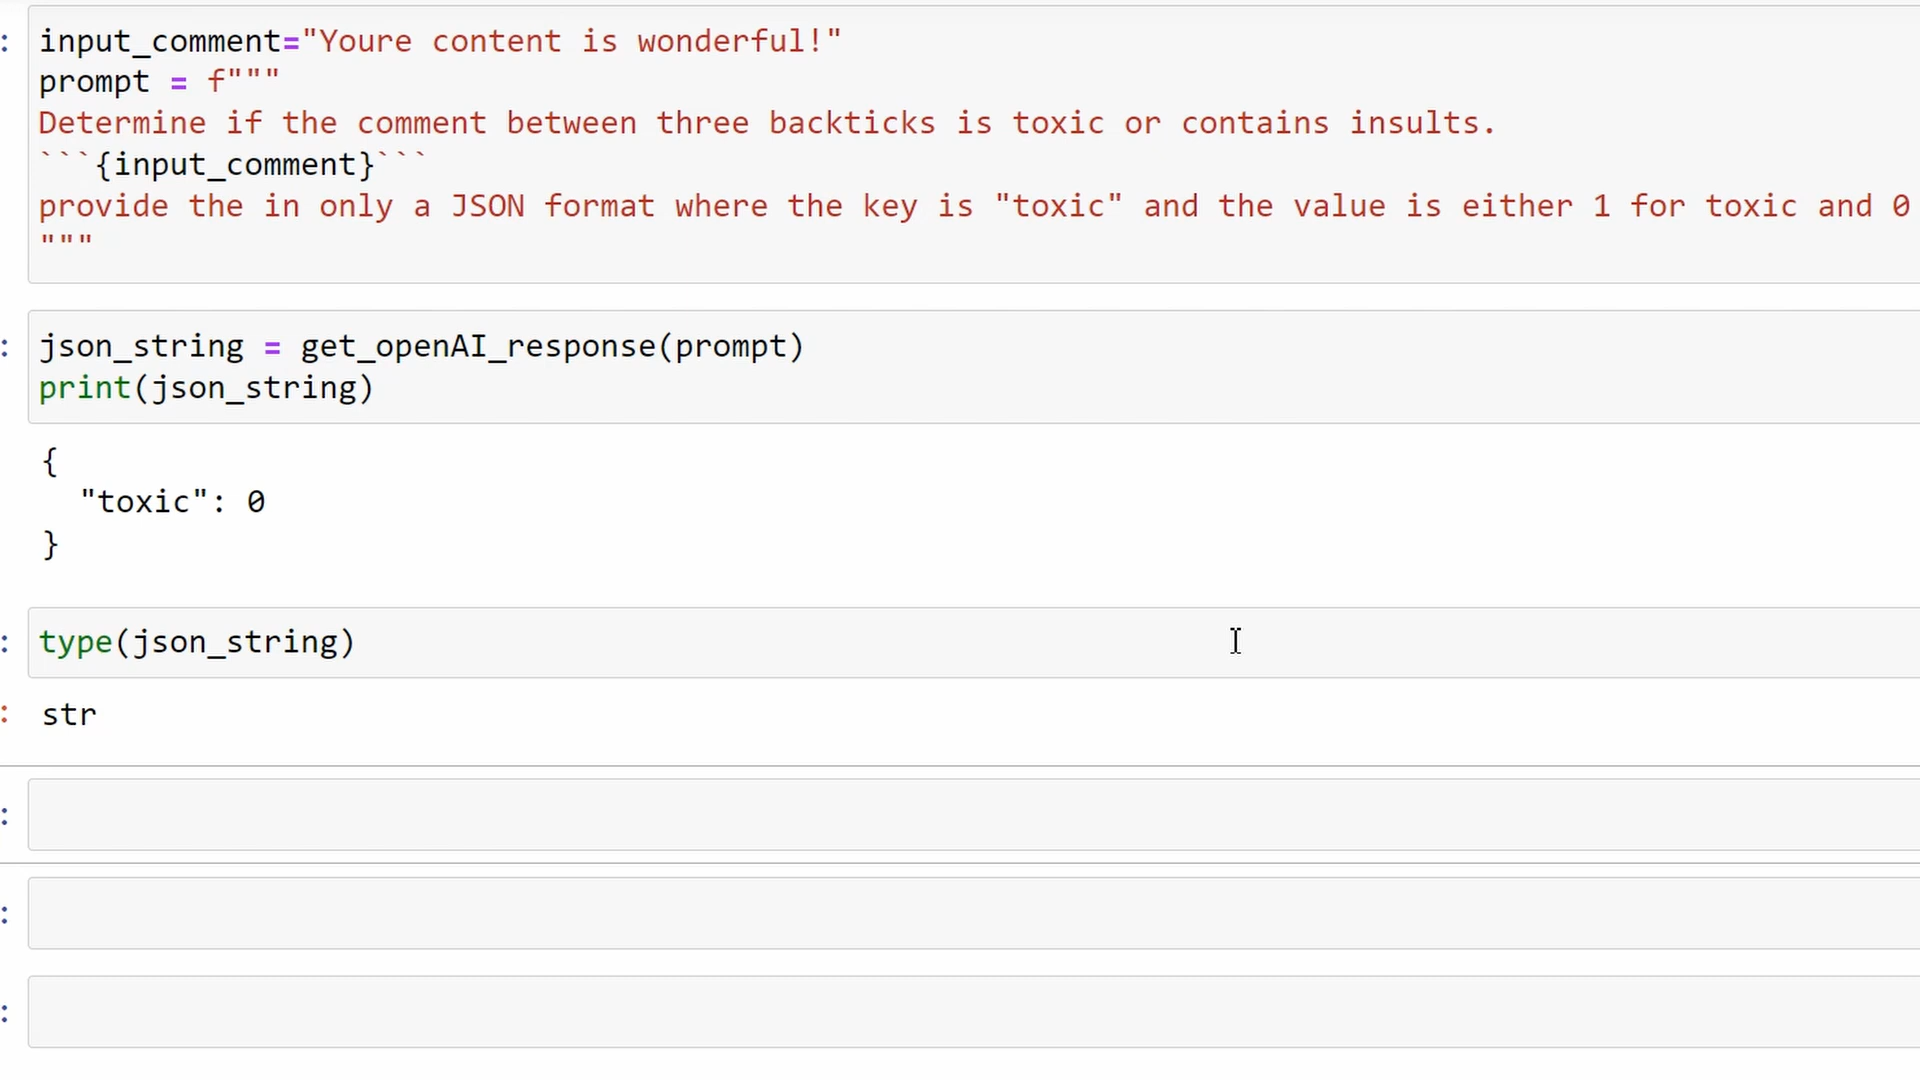 : input_comment="Youre content is wonderful!"
prompt = f"""
Determine if the comment between three backticks is toxic or contains insults.
```{input_comment}```
provide the in only a JSON format where the key is "toxic" and the value is either 1 for toxic and 0
"""
: json_string = get_openAI_response(prompt)
print(json_string)
{
  "toxic": 0
}
: type(json_string)
: str
:
:
: